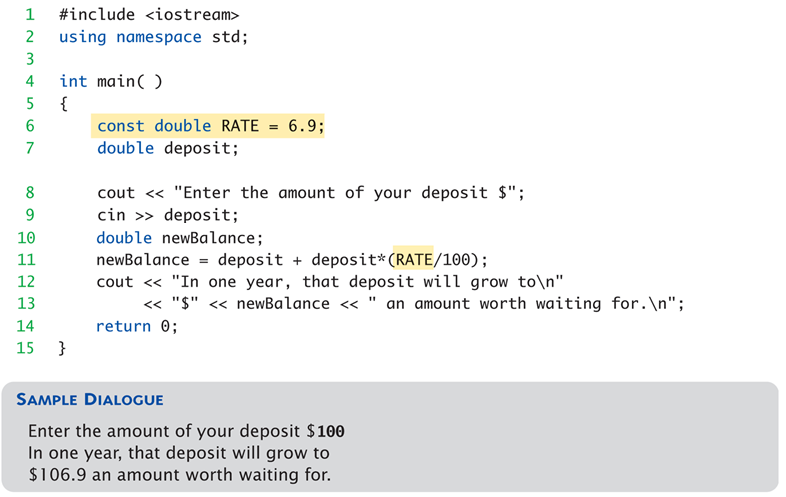 1 #include <iostream>
2 using namespace std;
3
4 int main( )
5 {
6 const double RATE = 6.9;
7 double deposit;
8 cout << "Enter the amount of your deposit $";
9 cin >> deposit;
10 double newBalance;
11 newBalance = deposit + deposit*(RATE/100);
12 cout << "In one year, that deposit will grow to\n"
13 << "$" << newBalance << " an amount worth waiting for.\n";
14 return 0;
15 }
SAMPLE DIALOGUE
Enter the amount of your deposit $100
In one year, that deposit will grow to
$106.9 an amount worth waiting for.